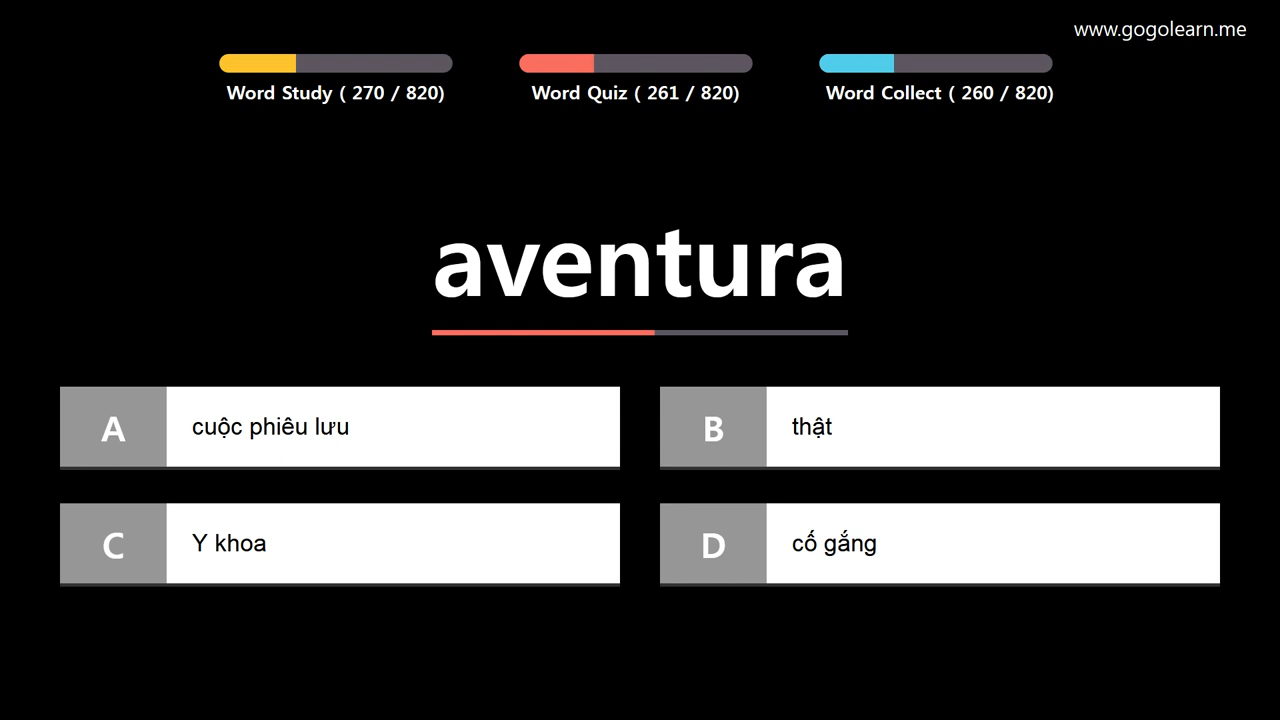 www.gogolearn.me
Word Study ( 270 / 820)
Word Quiz ( 261 / 820)
Word Collect ( 260 / 820)
aventura
A cuộc phiêu lưu
B thật
C Y khoa
D cố gắng